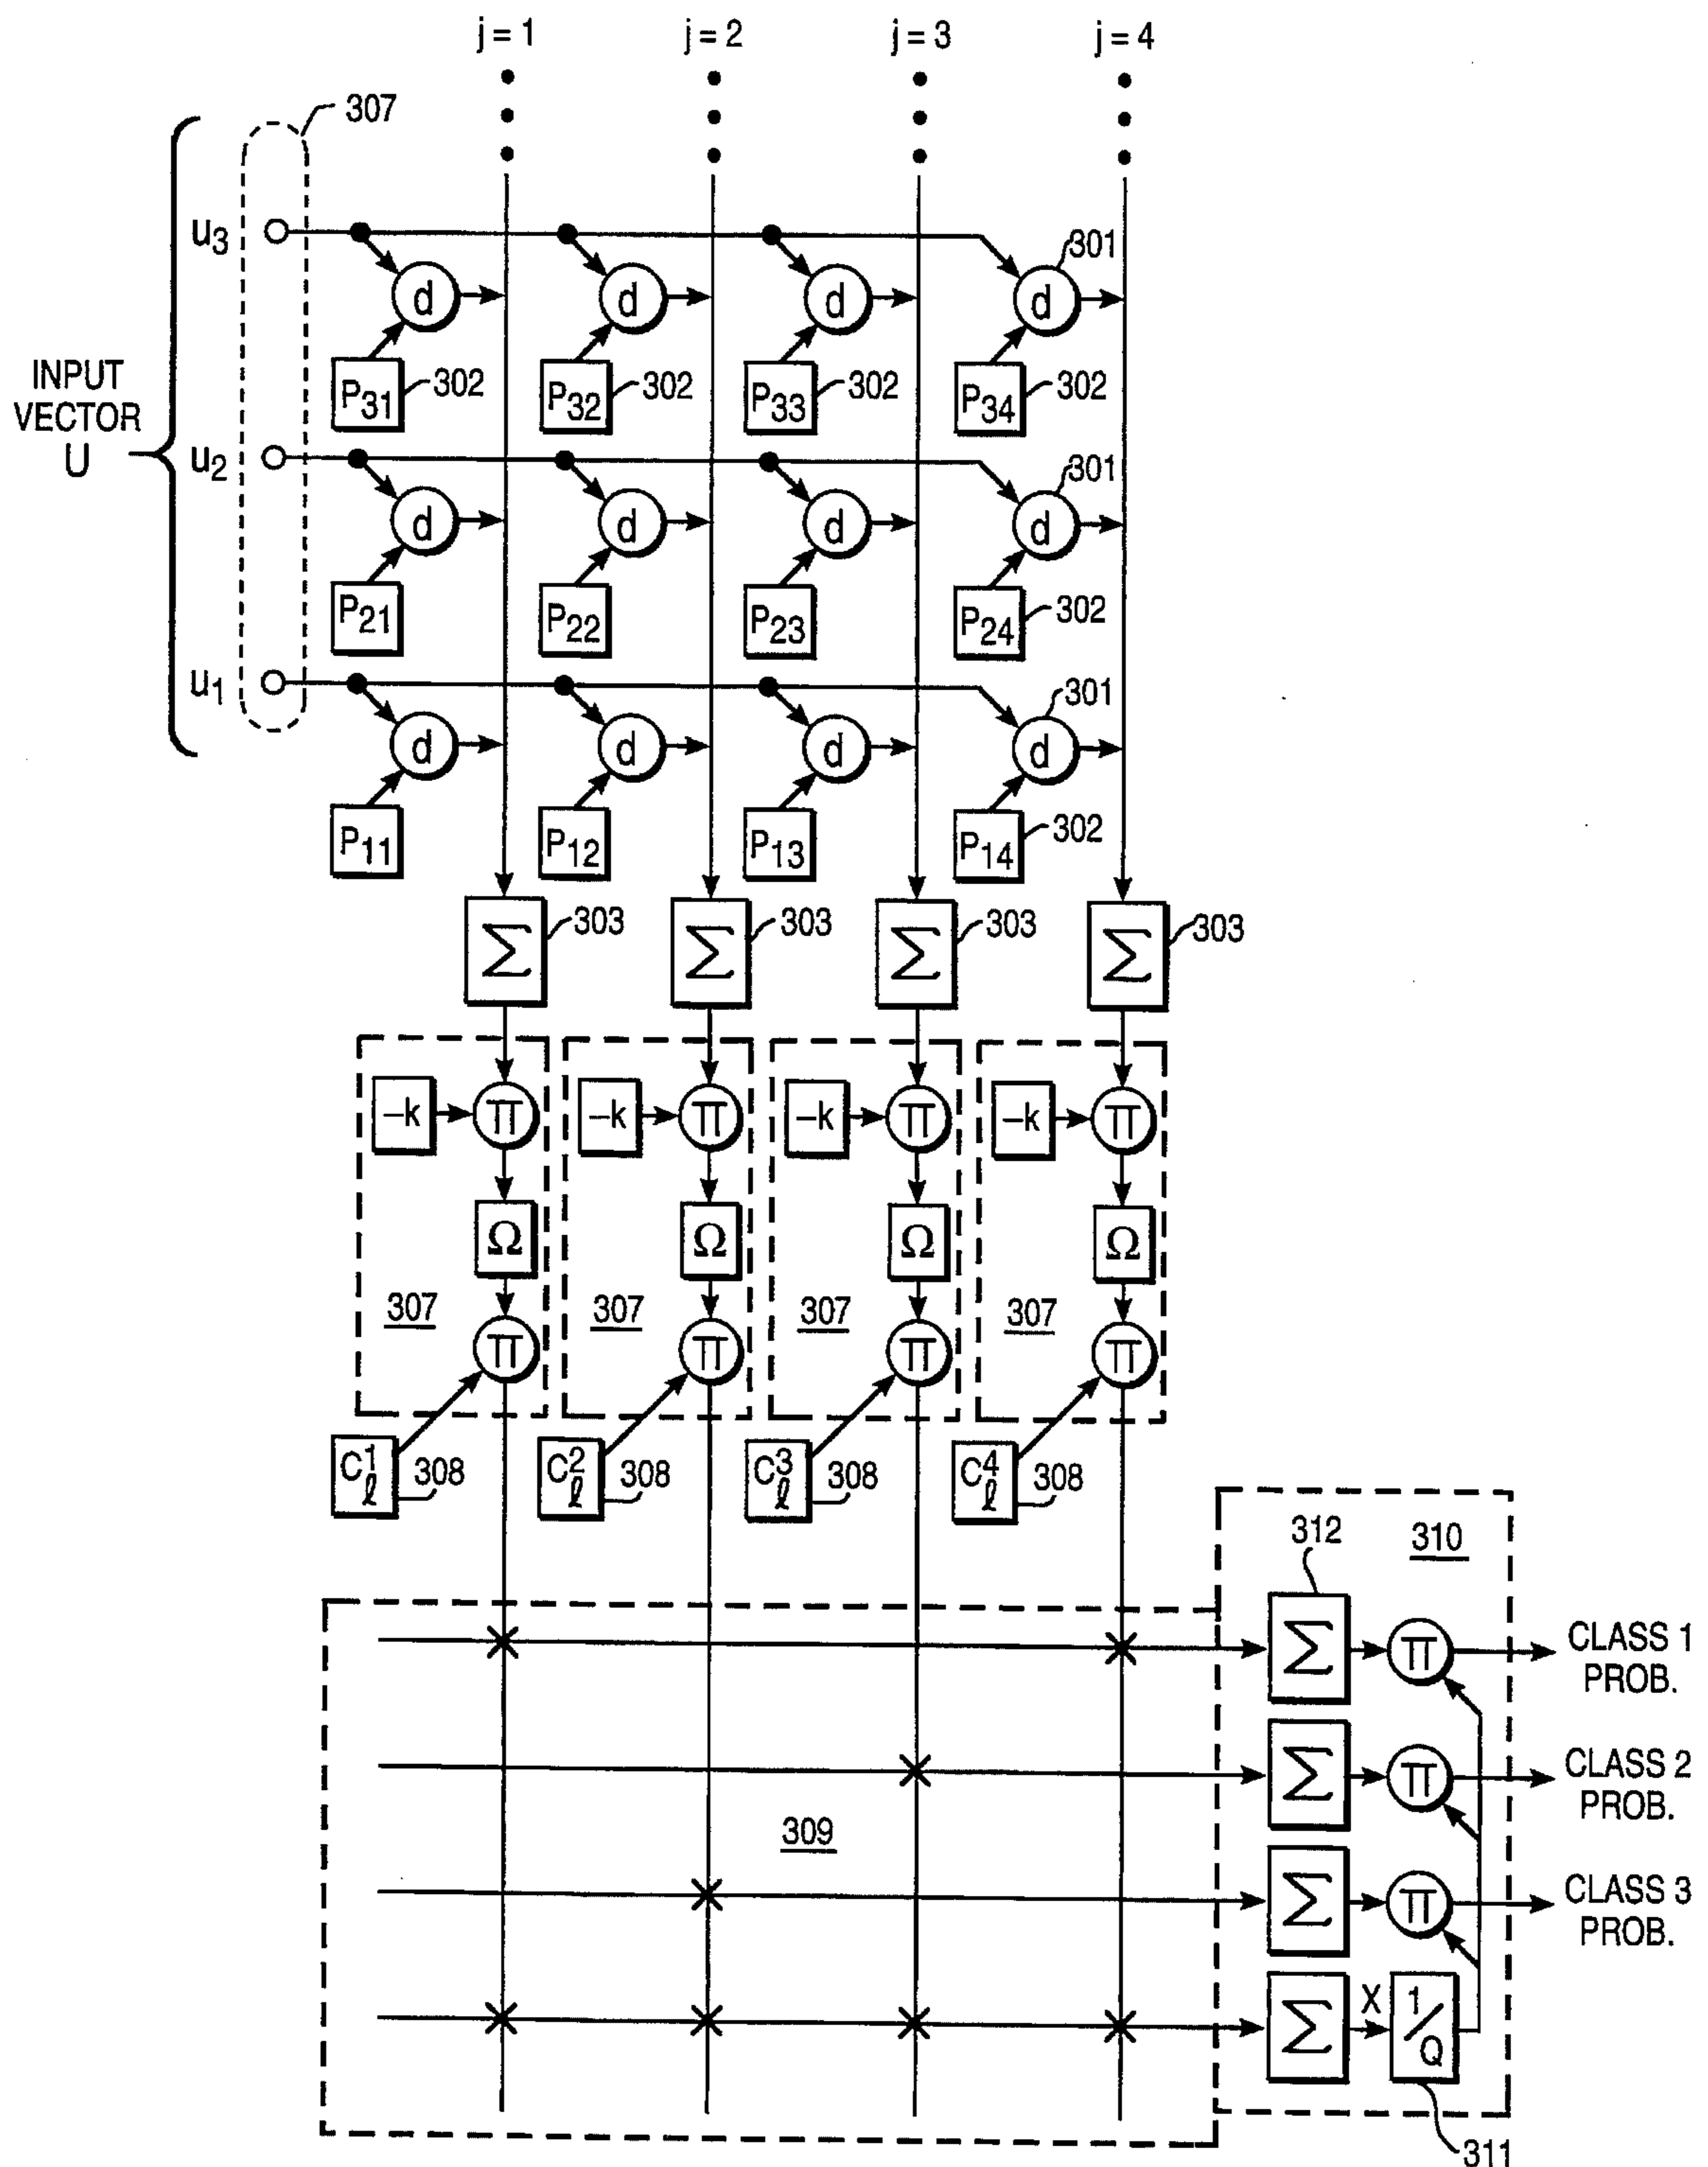 j = 1 j = 2 j = 3 j = 4
307
u3
301
d d d d
P31 302 P32 302 P33 302 P34 302
INPUT
VECTOR
U
u2
301
d d d d
P21 P22 P23 P24 302
u1
301
d d d d
P11 P12 P13 P14 302
Σ 303 Σ 303 Σ 303 Σ 303
–k Π –k Π –k Π –k Π
Ω Ω Ω Ω
307 307 307 307
Π Π Π Π
C1ℓ 308 C2ℓ 308 C3ℓ 308 C4ℓ 308
312 310
Σ Π CLASS 1
PROB.
Σ Π CLASS 2
PROB.
309
Σ Π CLASS 3
PROB.
Σ X 1/Q
311